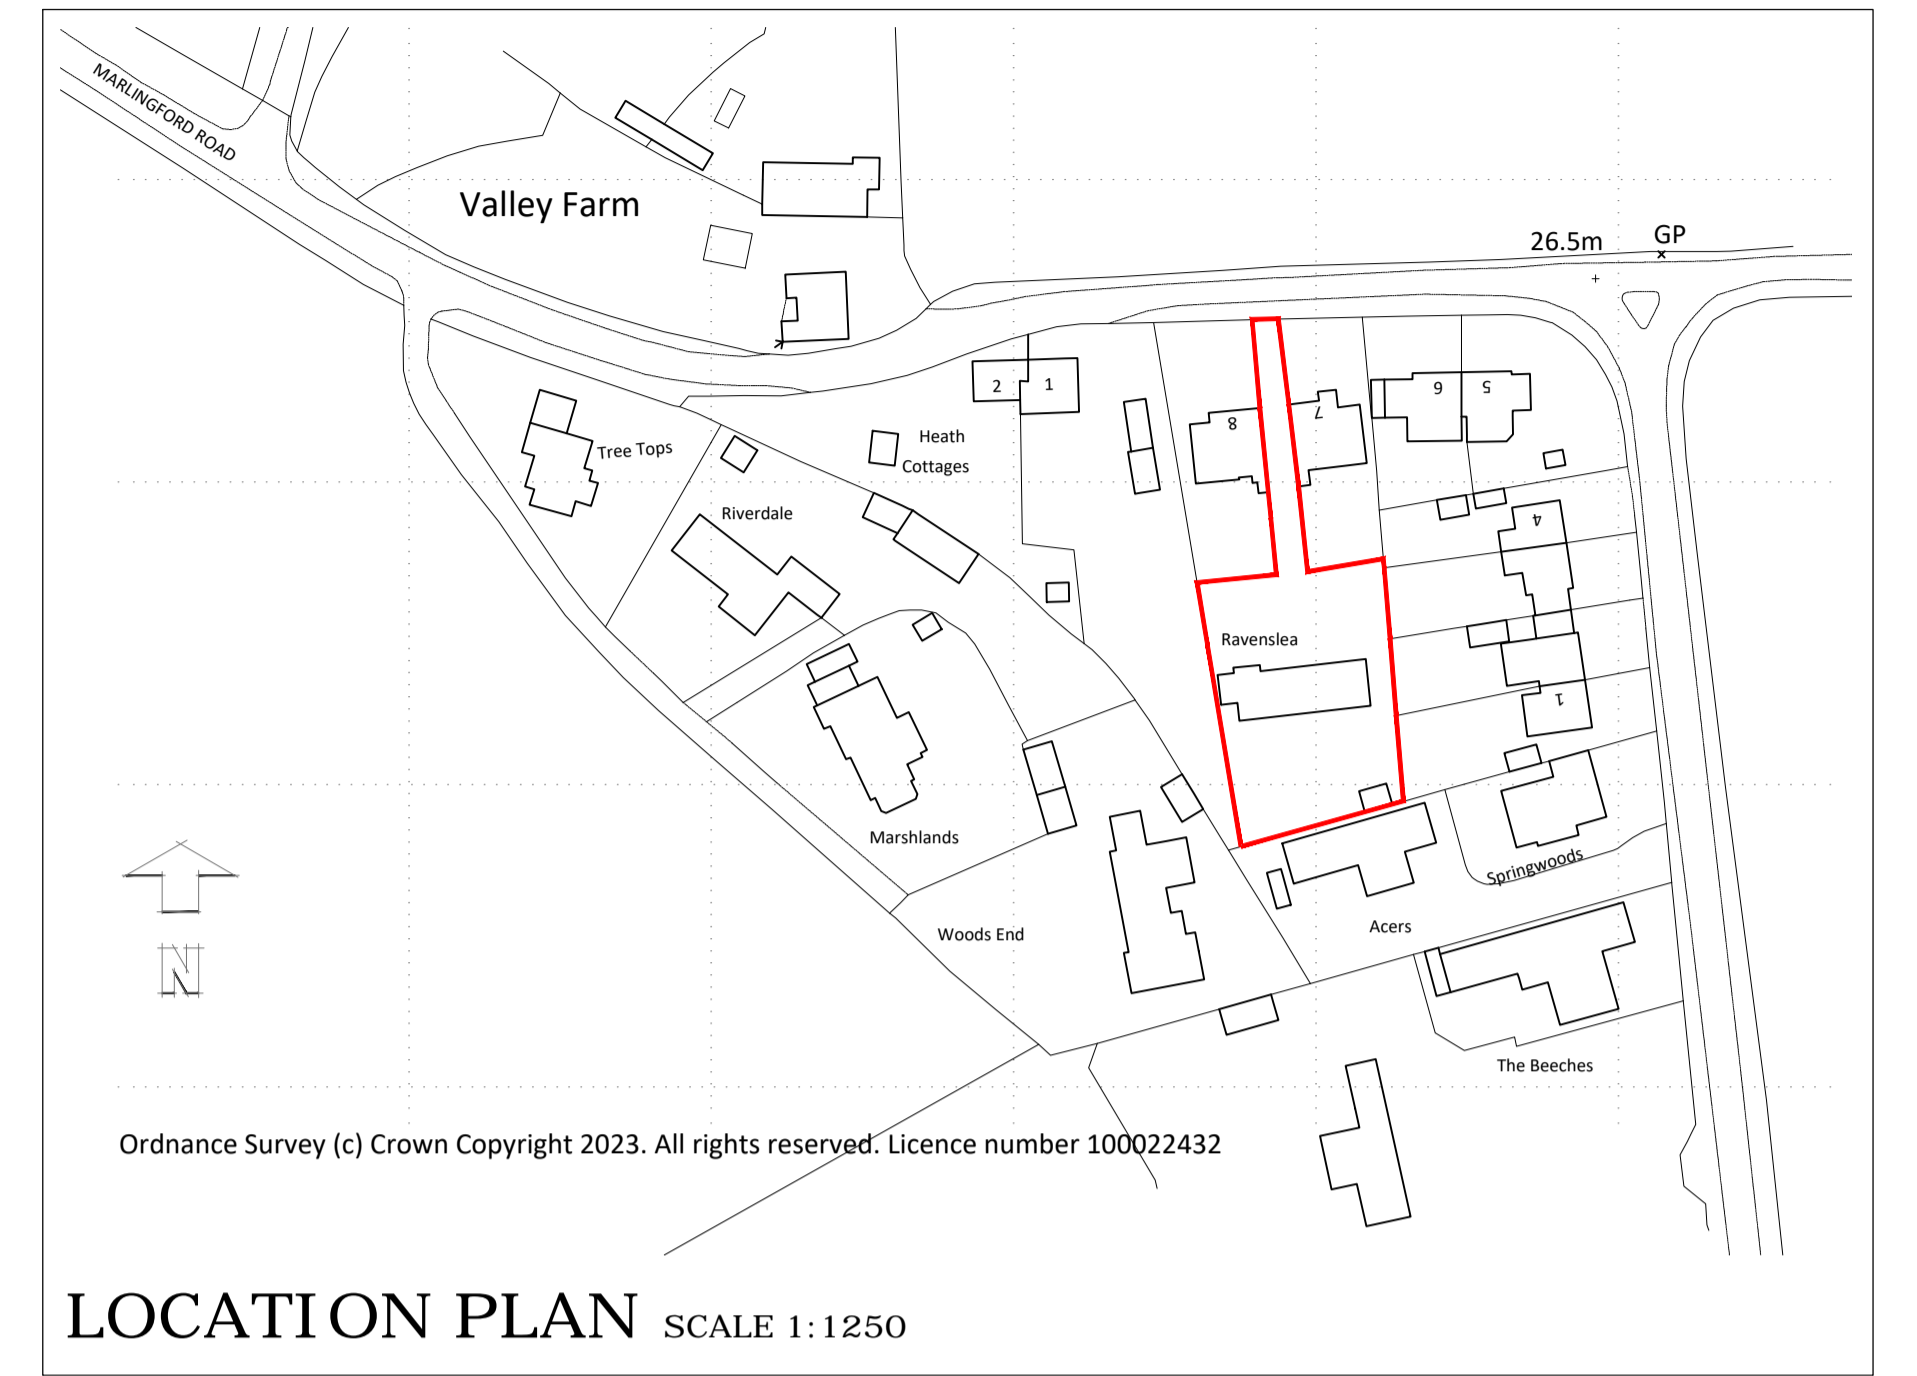 MARLINGFORD ROAD
Valley Farm
26.5m
GP
2
1
8
7
6
5
Heath
Cottages
Tree Tops
Riverdale
4
Ravenslea
1
Marshlands
Springwoods
Woods End
Acers
N
The Beeches
Ordnance Survey (c) Crown Copyright 2023. All rights reserved. Licence number 100022432
LOCATION PLAN SCALE 1:1250